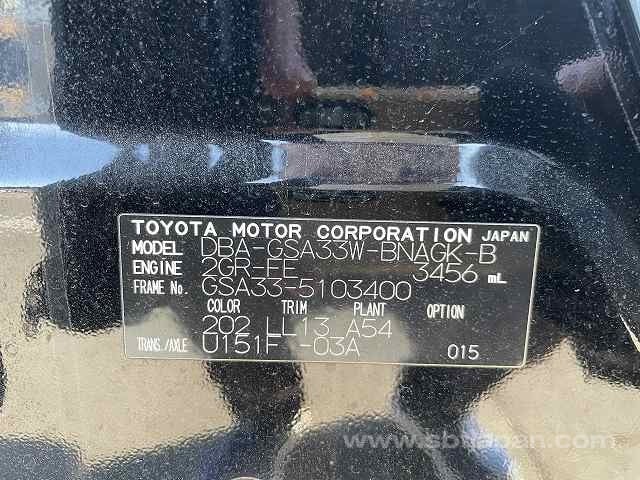 TOYOTA MOTOR CORPORATION JAPAN
MODEL DBA-GSA33W-BNAGK-B
ENGINE 2GR-FE 3456 mL
FRAME No. GSA33-5103400
COLOR TRIM PLANT OPTION
202 LL13 A54
TRANS./AXLE U151F -03A 015
www.sbtjapan.com